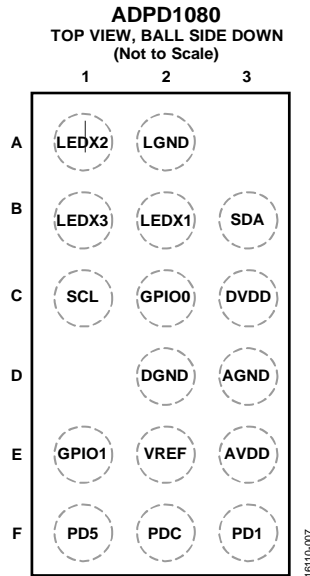 ADPD1080
TOP VIEW, BALL SIDE DOWN
(Not to Scale)
1 2 3
A LEDX2 LGND
B LEDX3 LEDX1 SDA
C SCL GPIO0 DVDD
D DGND AGND
E GPIO1 VREF AVDD
F PD5 PDC PD1
16110-007